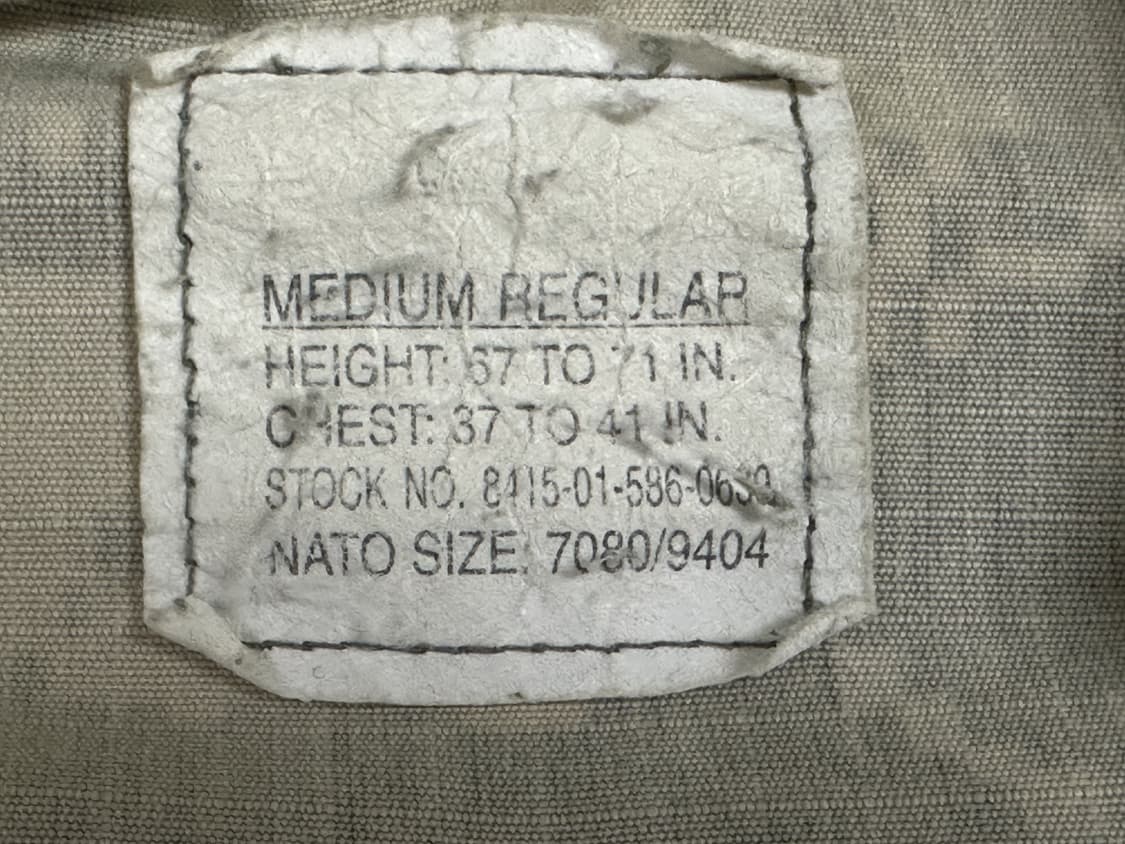 MEDIUM REGULAR
HEIGHT: 67 TO 71 IN.
CHEST: 37 TO 41 IN.
STOCK NO.
NATO SIZE: 7080/9404